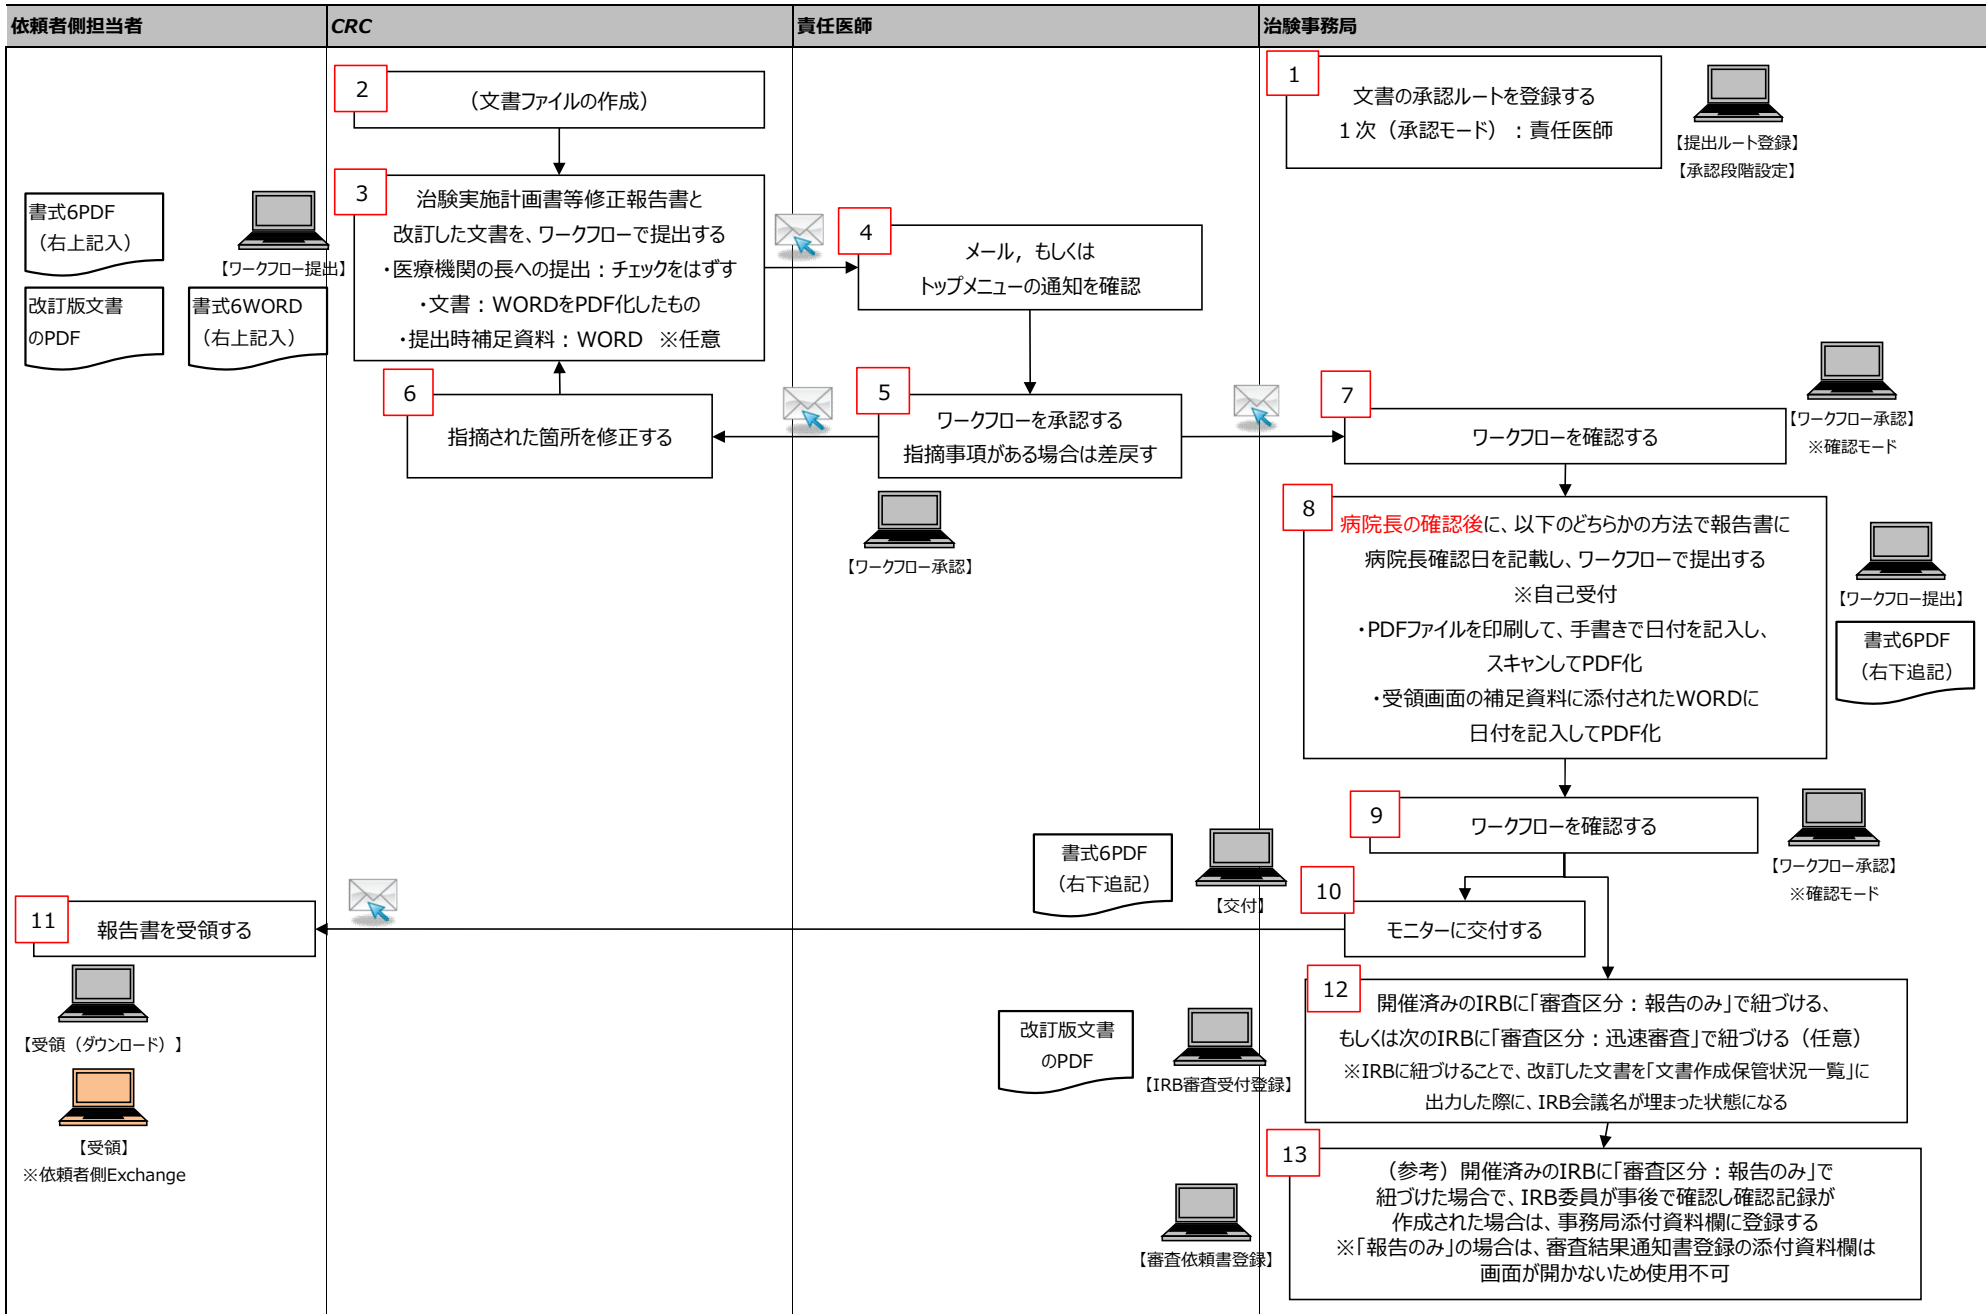 依頼者側担当者
CRC
責任医師
治験事務局
1
文書の承認ルートを登録する
１次（承認モード）：責任医師
【提出ルート登録】
【承認段階設定】
2
（文書ファイルの作成）
3
治験実施計画書等修正報告書と
改訂した文書を、ワークフローで提出する
・医療機関の長への提出：チェックをはずす
・文書：WORDをPDF化したもの
・提出時補足資料：WORD　※任意
書式6PDF
（右上記入）
【ワークフロー提出】
改訂版文書
のPDF
書式6WORD
（右上記入）
4
メール，もしくは
トップメニューの通知を確認
5
ワークフローを承認する
指摘事項がある場合は差戻す
【ワークフロー承認】
6
指摘された箇所を修正する
7
ワークフローを確認する
【ワークフロー承認】
※確認モード
8
病院長の確認後に、以下のどちらかの方法で報告書に
病院長確認日を記載し、ワークフローで提出する
※自己受付
・PDFファイルを印刷して、手書きで日付を記入し、
スキャンしてPDF化
・受領画面の補足資料に添付されたWORDに
日付を記入してPDF化
【ワークフロー提出】
書式6PDF
（右下追記）
9
ワークフローを確認する
【ワークフロー承認】
※確認モード
書式6PDF
（右下追記）
【交付】
10
モニターに交付する
11
報告書を受領する
【受領（ダウンロード）】
【受領】
※依頼者側Exchange
12
開催済みのIRBに「審査区分：報告のみ」で紐づける、
もしくは次のIRBに「審査区分：迅速審査」で紐づける（任意）
※IRBに紐づけることで、改訂した文書を「文書作成保管状況一覧」に
出力した際に、IRB会議名が埋まった状態になる
改訂版文書
のPDF
【IRB審査受付登録】
13
（参考）開催済みのIRBに「審査区分：報告のみ」で
紐づけた場合で、IRB委員が事後で確認し確認記録が
作成された場合は、事務局添付資料欄に登録する
※「報告のみ」の場合は、審査結果通知書登録の添付資料欄は
画面が開かないため使用不可
【審査依頼書登録】